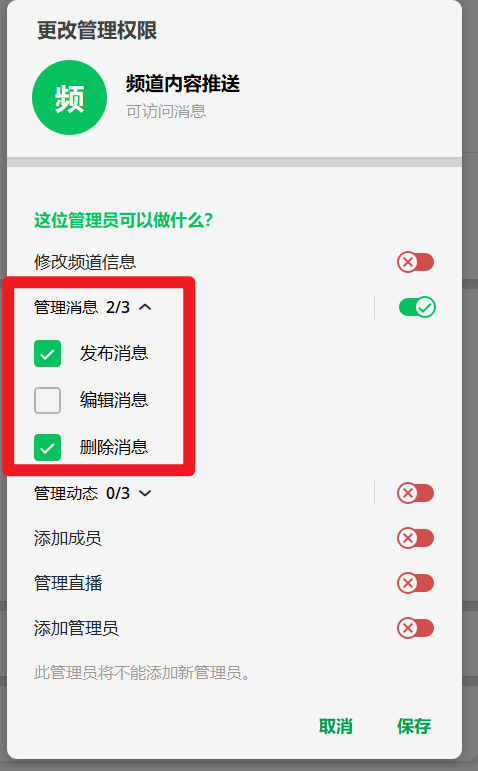 更改管理权限
频
频道内容推送
可访问消息
这位管理员可以做什么？
修改频道信息
管理消息 2/3
发布消息
编辑消息
删除消息
管理动态 0/3
添加成员
管理直播
添加管理员
此管理员将不能添加新管理员。
取消 保存